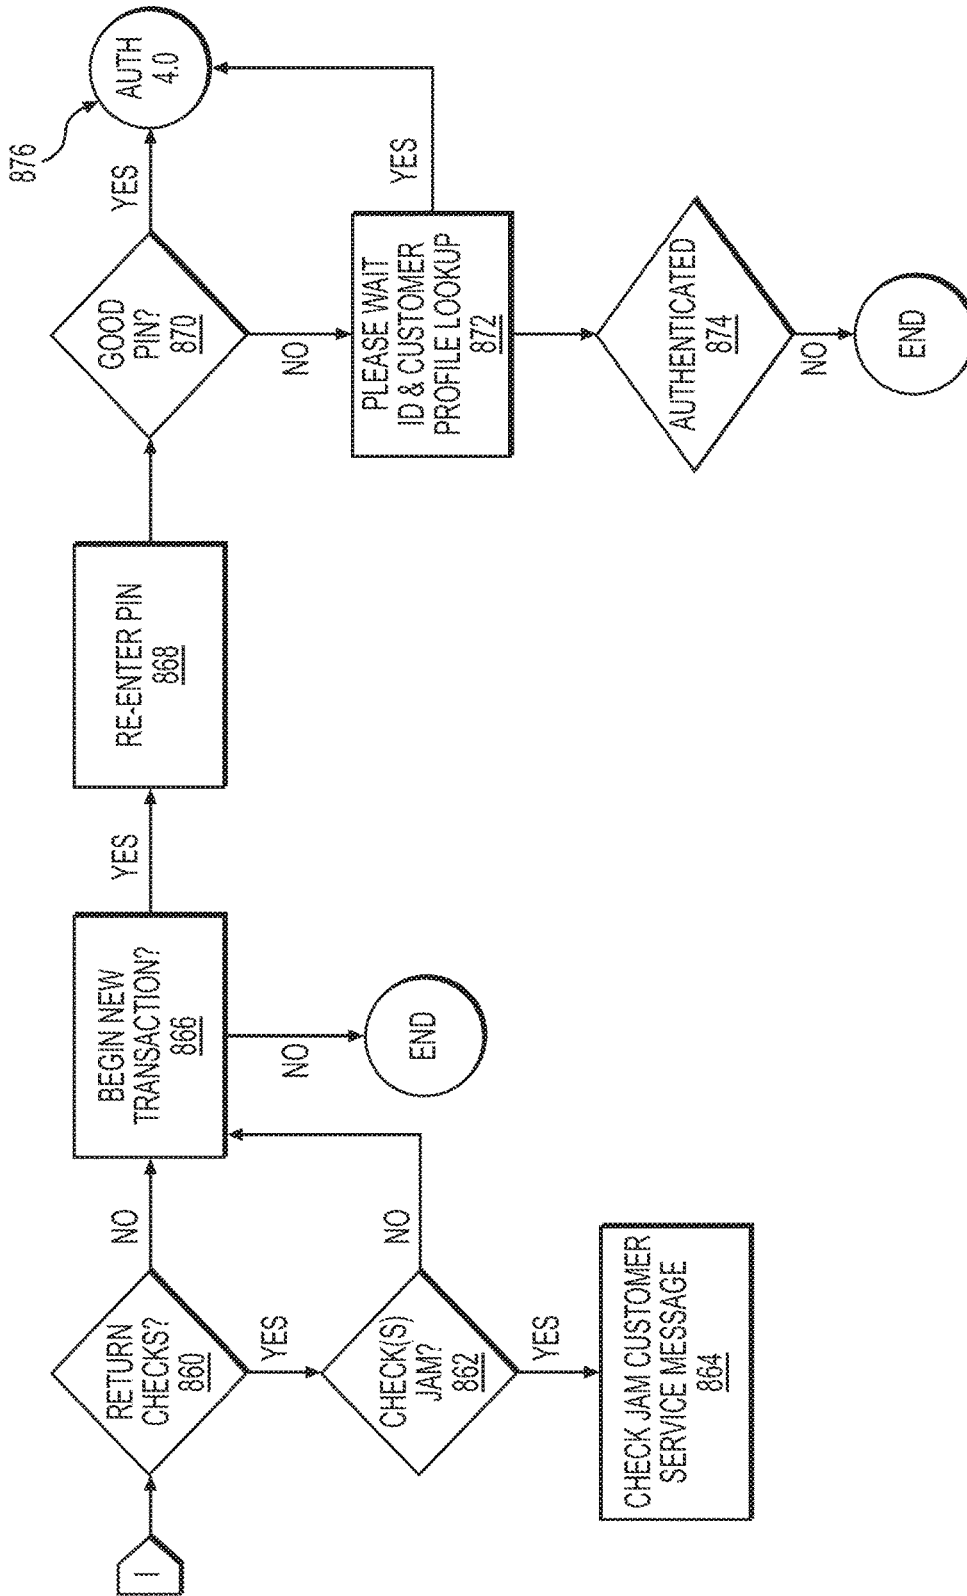 I
RETURN
CHECKS?
860
NO
YES
CHECK(S)
JAM?
862
NO
YES
CHECK JAM CUSTOMER
SERVICE MESSAGE
864
BEGIN NEW
TRANSACTION?
866
NO
END
YES
RE-ENTER PIN
868
GOOD
PIN?
870
YES
NO
AUTH
4.0
876
PLEASE WAIT
ID & CUSTOMER
PROFILE LOOKUP
872
YES
AUTHENTICATED
874
NO
END